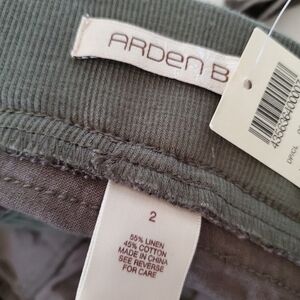 ARDEN B
2
55% LINEN
45% COTTON
MADE IN CHINA
SEE REVERSE
FOR CARE